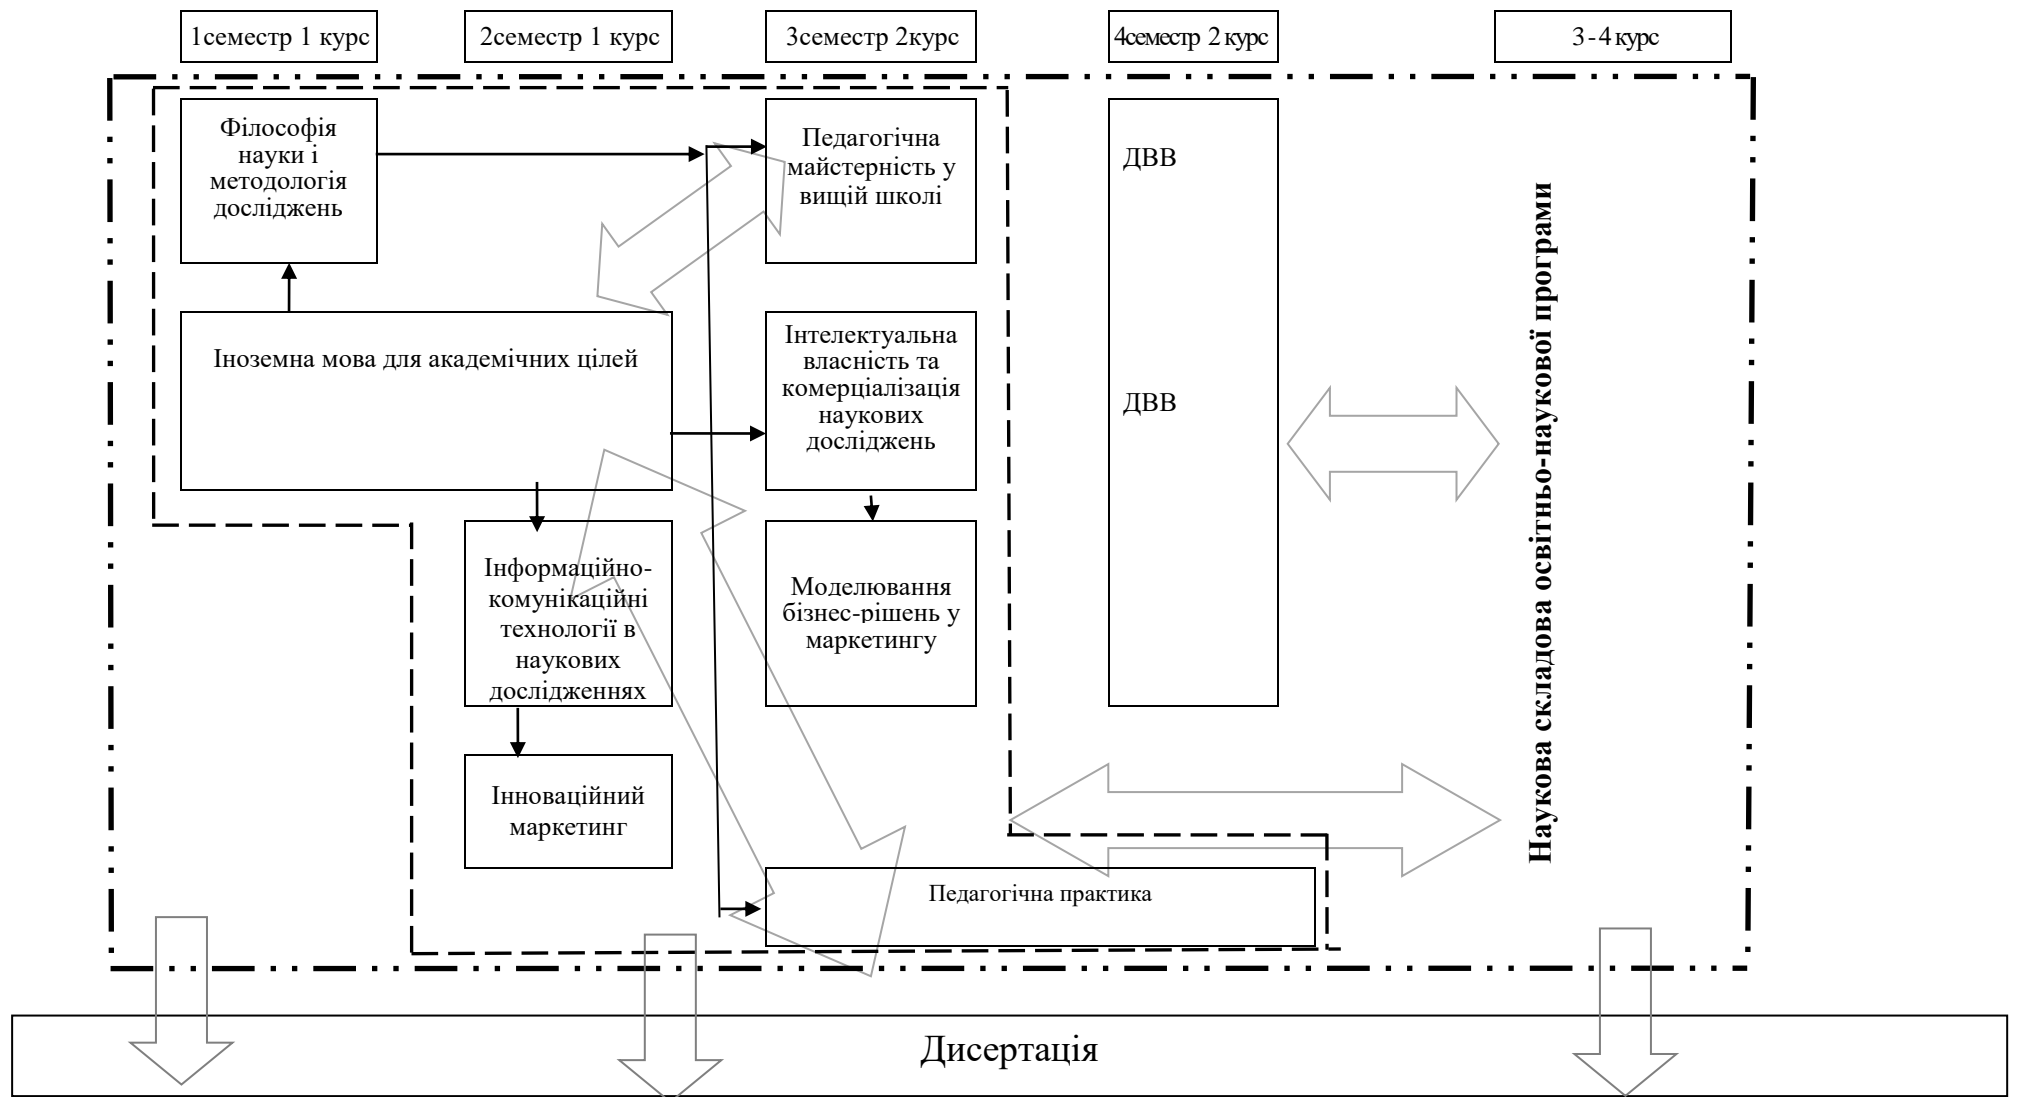 1семестр 1 курс
2семестр 1 курс
3семестр 2курс
4семестр 2 курс
3-4 курс
Філософія
науки і
методологія
досліджень
Педагогічна
майстерність у
вищій школі
ДВВ
Іноземна мова для академічних цілей
Інтелектуальна
власність та
комерціалізація
наукових
досліджень
ДВВ
Наукова складова освітньо-наукової програми
Інформаційно-
комунікаційні
технології в
наукових
дослідженнях
Моделювання
бізнес-рішень у
маркетингу
Інноваційний
маркетинг
Педагогічна практика
Дисертація